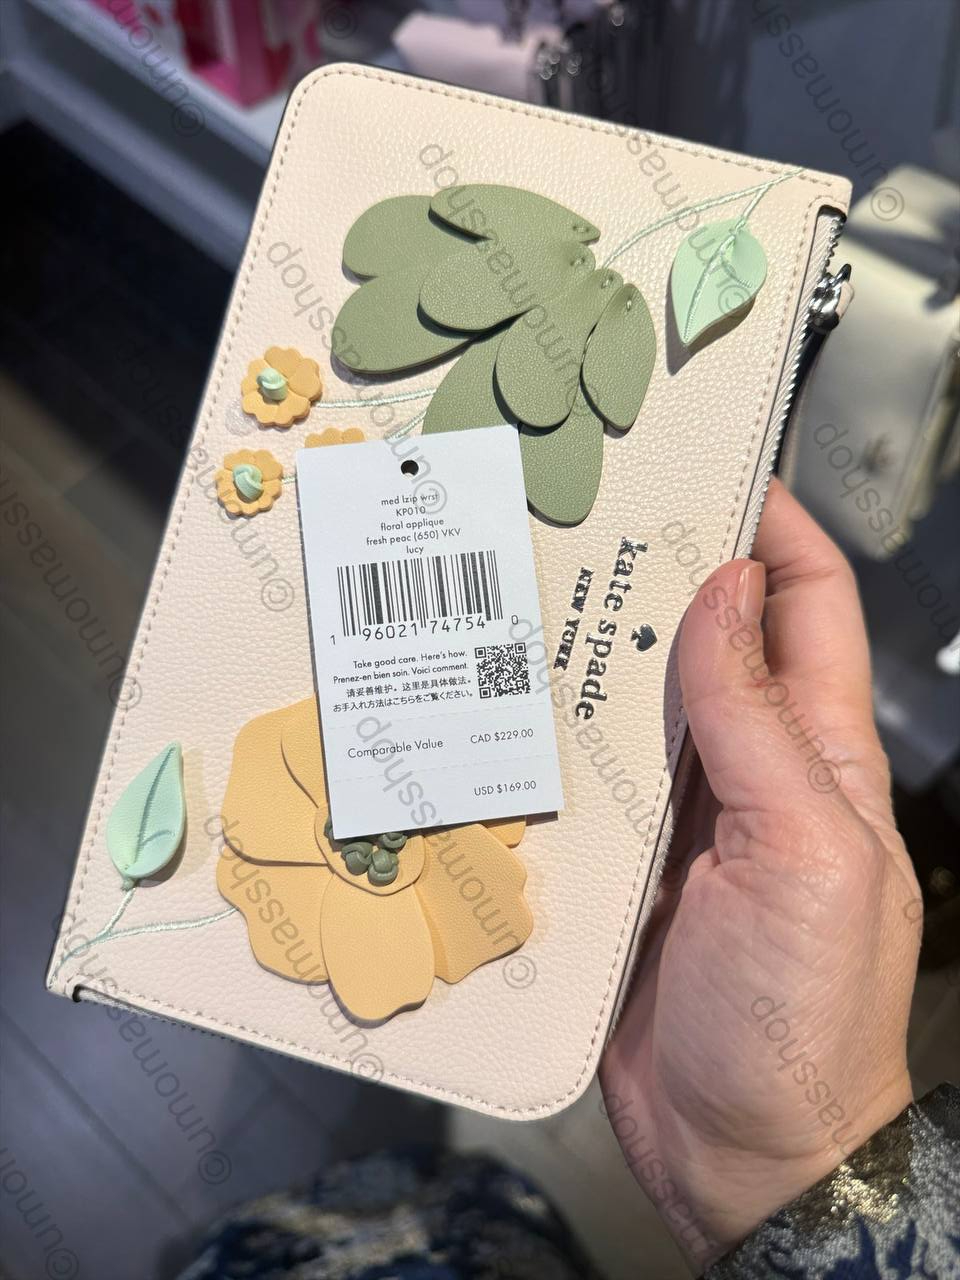 med lzip wrst
KP010
floral applique
fresh peac (650) VKV
lucy
1 96021 74754 0
Take good care. Here's how.
Prenez-en bien soin. Voici comment.
请妥善维护。这里是具体做法。
お手入れ方法はこちらをご覧ください。
Comparable Value CAD $229.00
USD $169.00
kate spade
NEW YORK
©unomomasshop